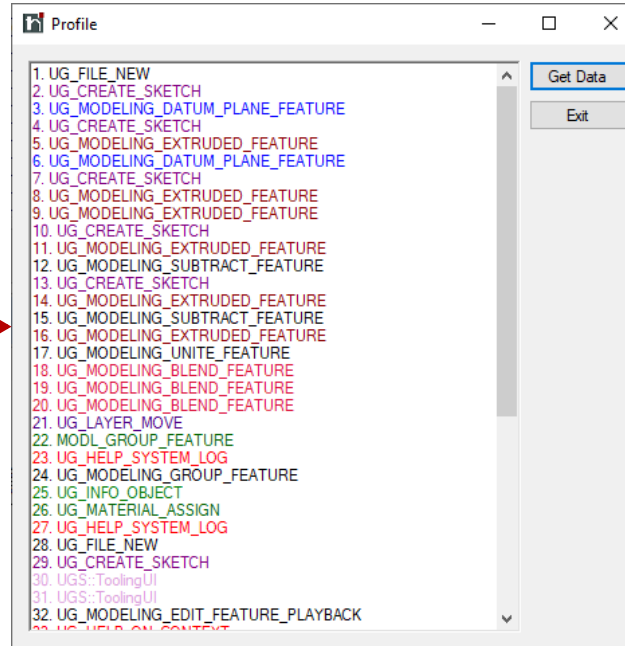 Profile
1. UG_FILE_NEW
2. UG_CREATE_SKETCH
3. UG_MODELING_DATUM_PLANE_FEATURE
4. UG_CREATE_SKETCH
5. UG_MODELING_EXTRUDED_FEATURE
6. UG_MODELING_DATUM_PLANE_FEATURE
7. UG_CREATE_SKETCH
8. UG_MODELING_EXTRUDED_FEATURE
9. UG_MODELING_EXTRUDED_FEATURE
10. UG_CREATE_SKETCH
11. UG_MODELING_EXTRUDED_FEATURE
12. UG_MODELING_SUBTRACT_FEATURE
13. UG_CREATE_SKETCH
14. UG_MODELING_EXTRUDED_FEATURE
15. UG_MODELING_SUBTRACT_FEATURE
16. UG_MODELING_EXTRUDED_FEATURE
17. UG_MODELING_UNITE_FEATURE
18. UG_MODELING_BLEND_FEATURE
19. UG_MODELING_BLEND_FEATURE
20. UG_MODELING_BLEND_FEATURE
21. UG_LAYER_MOVE
22. MODL_GROUP_FEATURE
23. UG_HELP_SYSTEM_LOG
24. UG_MODELING_GROUP_FEATURE
25. UG_INFO_OBJECT
26. UG_MATERIAL_ASSIGN
27. UG_HELP_SYSTEM_LOG
28. UG_FILE_NEW
29. UG_CREATE_SKETCH
30. UGS::ToolingUI
31. UGS::ToolingUI
32. UG_MODELING_EDIT_FEATURE_PLAYBACK
33. UG_HELP_ON_CONTEXT
Get Data
Exit